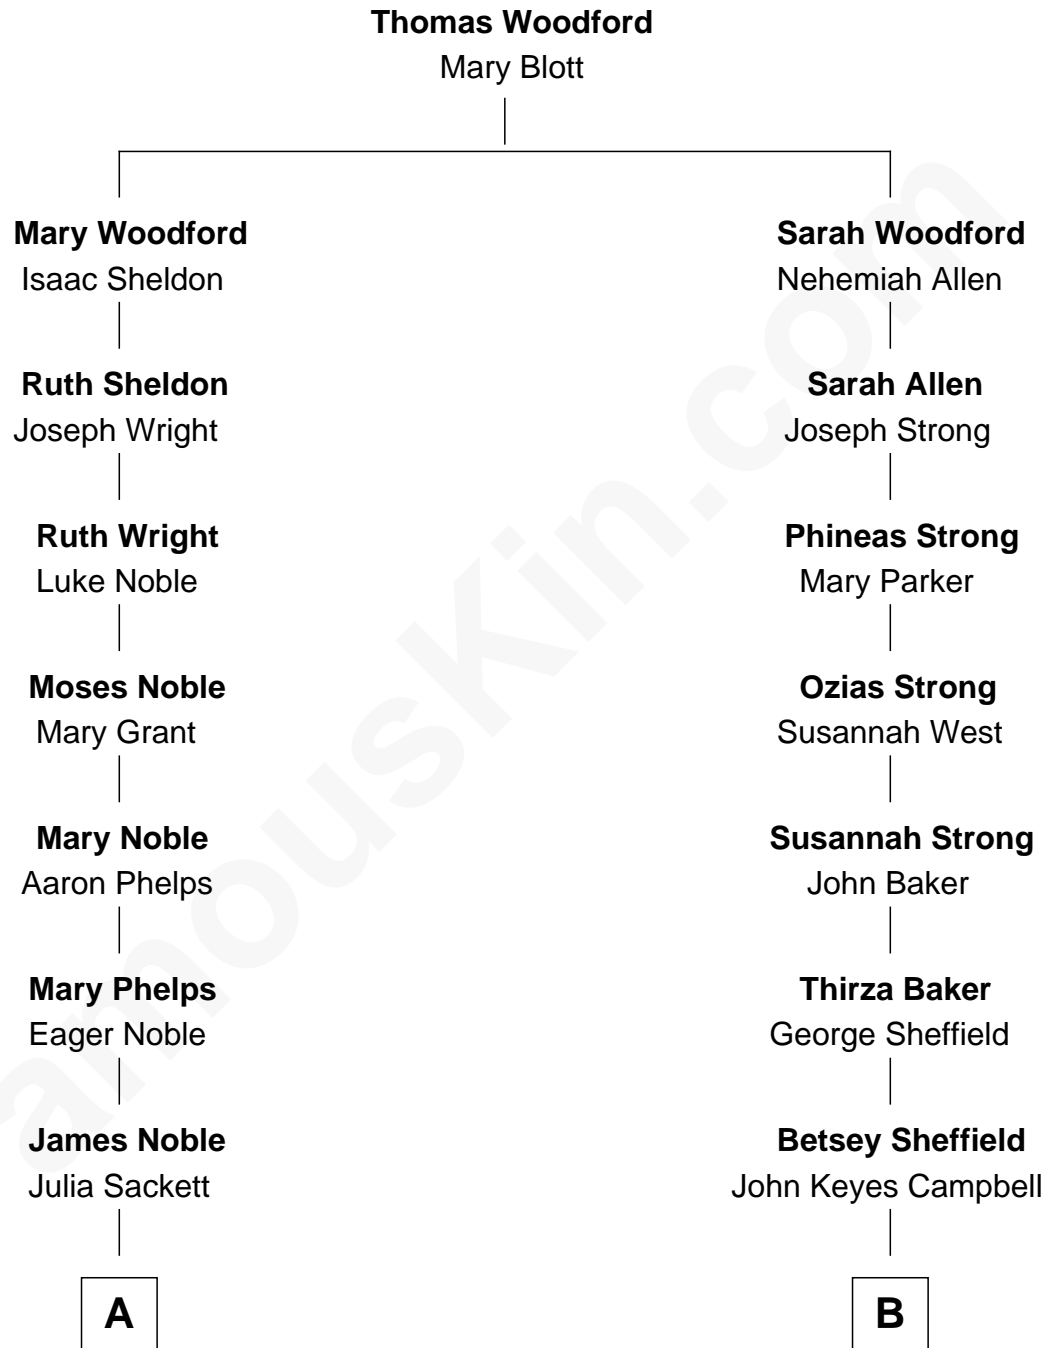 Thomas Woodford
Mary Blott
Mary Woodford
Isaac Sheldon
Sarah Woodford
Nehemiah Allen
Ruth Sheldon
Joseph Wright
Sarah Allen
Joseph Strong
Ruth Wright
Luke Noble
Phineas Strong
Mary Parker
Moses Noble
Mary Grant
Ozias Strong
Susannah West
Mary Noble
Aaron Phelps
Susannah Strong
John Baker
Mary Phelps
Eager Noble
Thirza Baker
George Sheffield
James Noble
Julia Sackett
Betsey Sheffield
John Keyes Campbell
A
B
amouskin.com